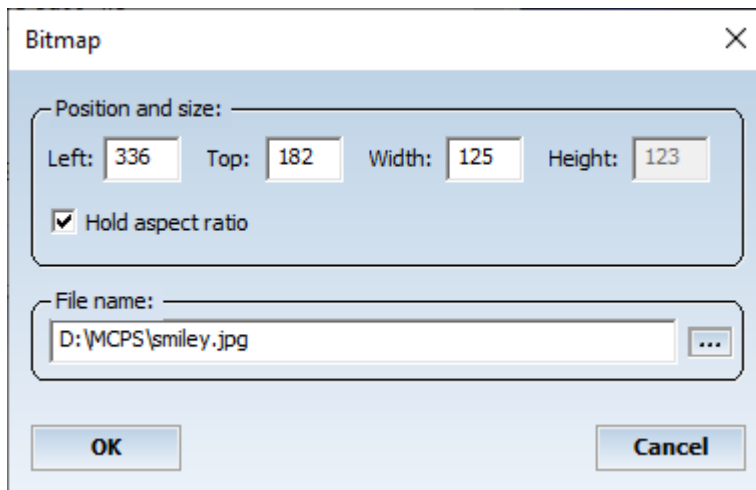 Bitmap
Position and size:
Left: 336 Top: 182 Width: 125 Height: 123
Hold aspect ratio
File name:
D:\MCPS\smiley.jpg ...
OK Cancel